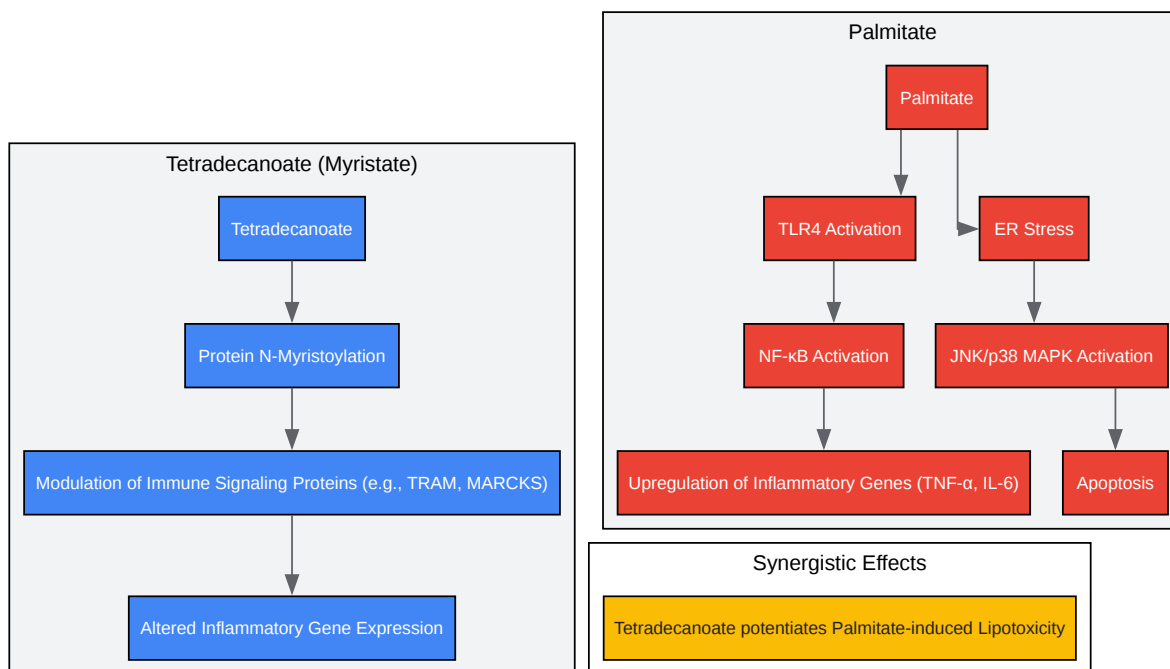 Tetradecanoate (Myristate)
Tetradecanoate
Protein N-Myristoylation
Modulation of Immune Signaling Proteins (e.g., TRAM, MARCKS)
Altered Inflammatory Gene Expression
Palmitate
Palmitate
TLR4 Activation
ER Stress
NF-κB Activation
JNK/p38 MAPK Activation
Upregulation of Inflammatory Genes (TNF-α, IL-6)
Apoptosis
Synergistic Effects
Tetradecanoate potentiates Palmitate-induced Lipotoxicity